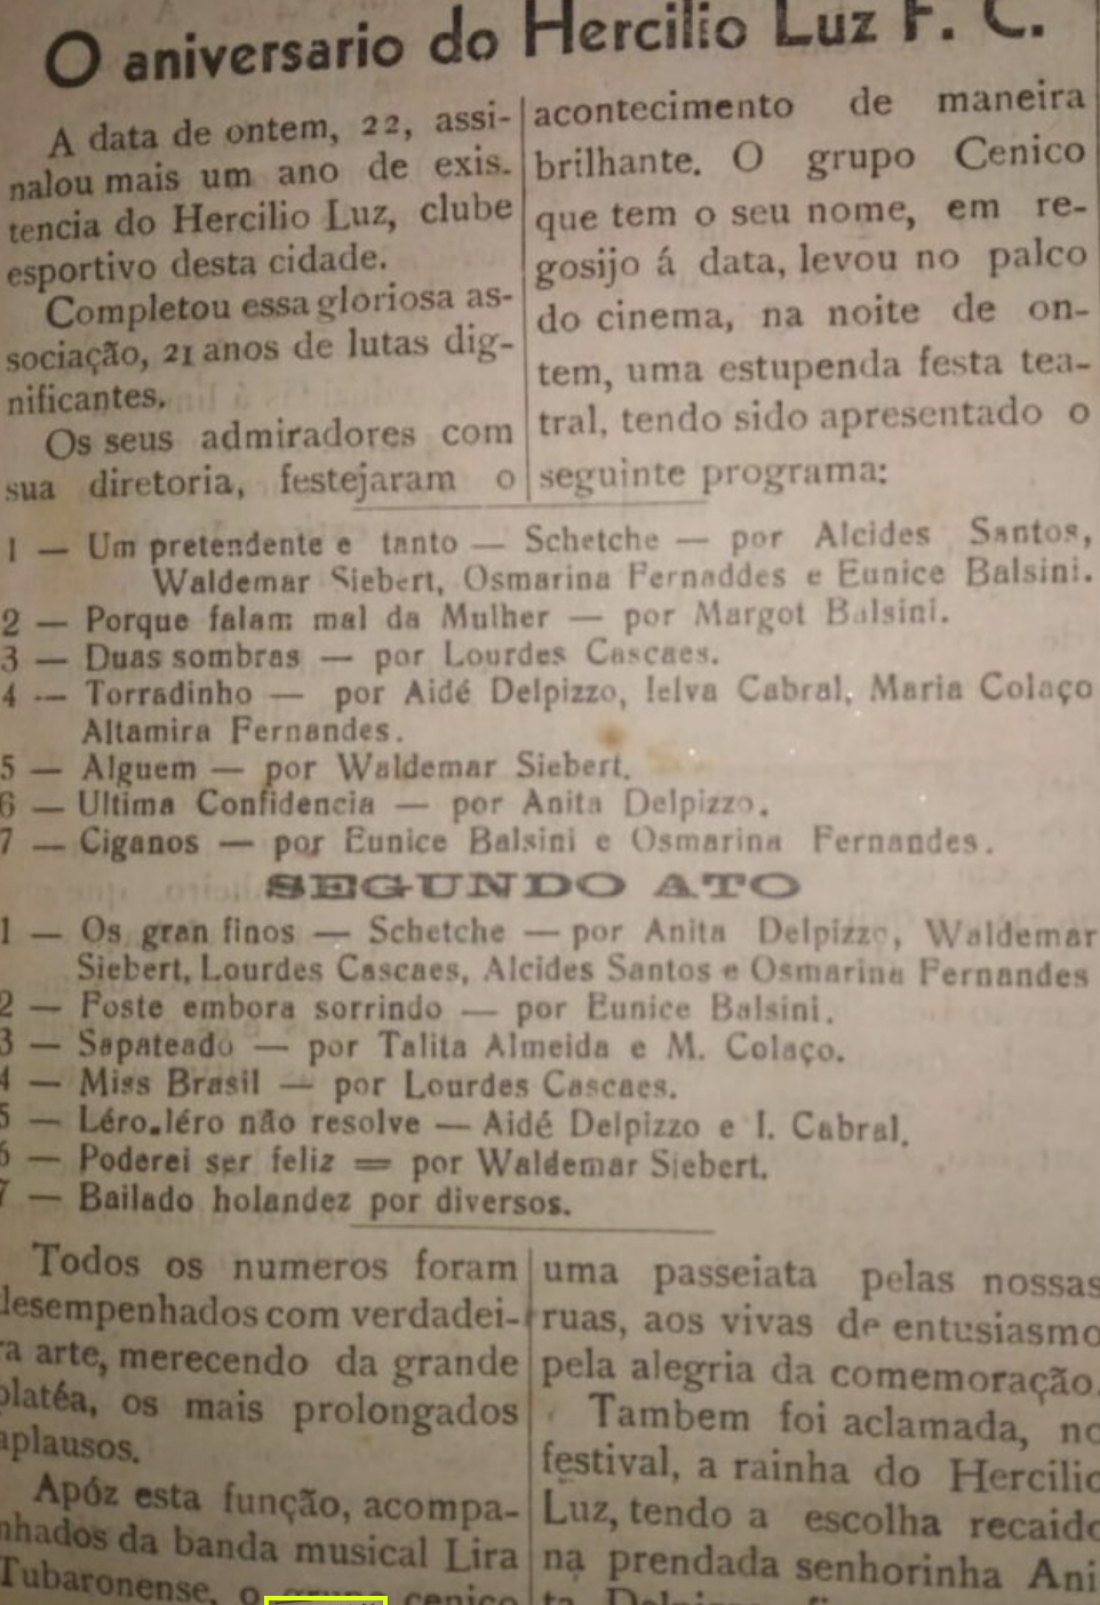 O aniversario do Hercilio Luz F. C.
A data de ontem, 22, assi-
nalou mais um ano de exis.
tencia do Hercilio Luz, clube
esportivo desta cidade.
Completou essa gloriosa as-
sociação, 21 anos de lutas dig-
nificantes.
Os seus admiradores com
sua diretoria, festejaram o
acontecimento de maneira
brilhante. O grupo Cenico
que tem o seu nome, em re-
gosijo á data, levou no palco
do cinema, na noite de on-
tem, uma estupenda festa tea-
tral, tendo sido apresentado o
seguinte programa:
1 — Um pretendente e tanto — Schetche — por Alcides Santos,
Waldemar Siebert, Osmarina Fernaddes e Eunice Balsini.
2 — Porque falam mal da Mulher — por Margot Balsini.
3 — Duas sombras — por Lourdes Cascaes.
4 — Torradinho — por Aidé Delpizzo, Ielva Cabral, Maria Colaço
Altamira Fernandes.
5 — Alguem — por Waldemar Siebert.
6 — Ultima Confidencia — por Anita Delpizzo.
7 — Ciganos — por Eunice Balsini e Osmarina Fernandes.
SEGUNDO ATO
1 — Os gran finos — Schetche — por Anita Delpizzo, Waldemar
Siebert, Lourdes Cascaes, Alcides Santos e Osmarina Fernandes
2 — Foste embora sorrindo — por Eunice Balsini.
3 — Sapateado — por Talita Almeida e M. Colaço.
4 — Miss Brasil — por Lourdes Cascaes.
5 — Léro-léro não resolve — Aidé Delpizzo e I. Cabral.
6 — Poderei ser feliz = por Waldemar Siebert.
7 — Bailado holandez por diversos.
Todos os numeros foram
desempenhados com verdadei-
ra arte, merecendo da grande
platéa, os mais prolongados
aplausos.
Apóz esta função, acompa-
nhados da banda musical Lira
Tubaronense, o grupo cenico
uma passeiata pelas nossas
ruas, aos vivas de entusiasmo
pela alegria da comemoração.
Tambem foi aclamada, no
festival, a rainha do Hercilio
Luz, tendo a escolha recaido
na prendada senhorinha Ani-
ta Delpizzo